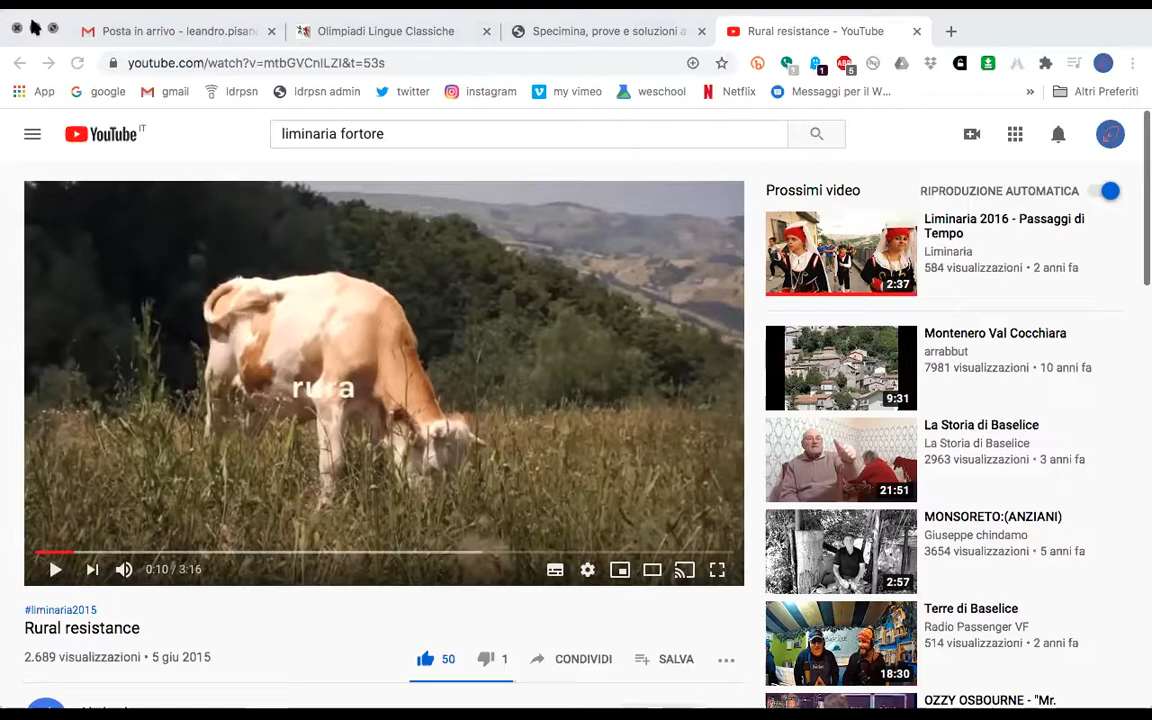 Posta in arrivo - leandro.pisan
Olimpiadi Lingue Classiche
Specimina, prove e soluzioni a
Rural resistance - YouTube
youtube.com/watch?v=mtbGVCnlLZI&t=53s
App
google
gmail
ldrpsn
ldrpsn admin
twitter
instagram
my vimeo
weschool
Netflix
Messaggi per il W...
»
Altri Preferiti
YouTube IT
liminaria fortore
rura
0:10 / 3:16
#liminaria2015
Rural resistance
2.689 visualizzazioni • 5 giu 2015
50
1
CONDIVIDI
SALVA
Prossimi video
RIPRODUZIONE AUTOMATICA
2:37
Liminaria 2016 - Passaggi di
Tempo
Liminaria
584 visualizzazioni • 2 anni fa
9:31
Montenero Val Cocchiara
arrabbut
7981 visualizzazioni • 10 anni fa
21:51
La Storia di Baselice
La Storia di Baselice
2963 visualizzazioni • 3 anni fa
2:57
MONSORETO:(ANZIANI)
Giuseppe chindamo
3654 visualizzazioni • 5 anni fa
18:30
Terre di Baselice
Radio Passenger VF
514 visualizzazioni • 2 anni fa
OZZY OSBOURNE - "Mr.